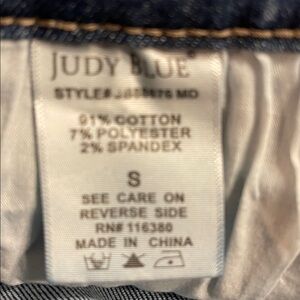 JUDY BLUE®
STYLE# MD
91% COTTON
7% POLYESTER
2% SPANDEX
S
SEE CARE ON
REVERSE SIDE
RN# 116380
MADE IN CHINA